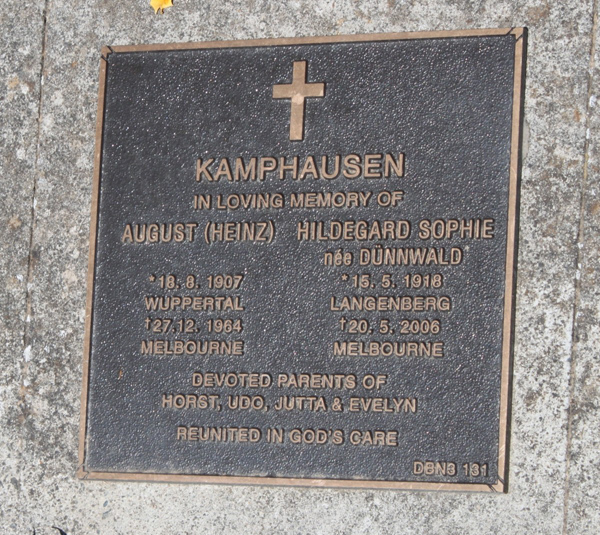 KAMPHAUSEN
IN LOVING MEMORY OF
AUGUST (HEINZ) HILDEGARD SOPHIE
née DÜNNWALD
*18. 8. 1907 *15. 5. 1918
WUPPERTAL LANGENBERG
†27.12. 1964 †20. 5. 2006
MELBOURNE MELBOURNE
DEVOTED PARENTS OF
HORST, UDO, JUTTA & EVELYN
REUNITED IN GOD'S CARE
DBN3 131